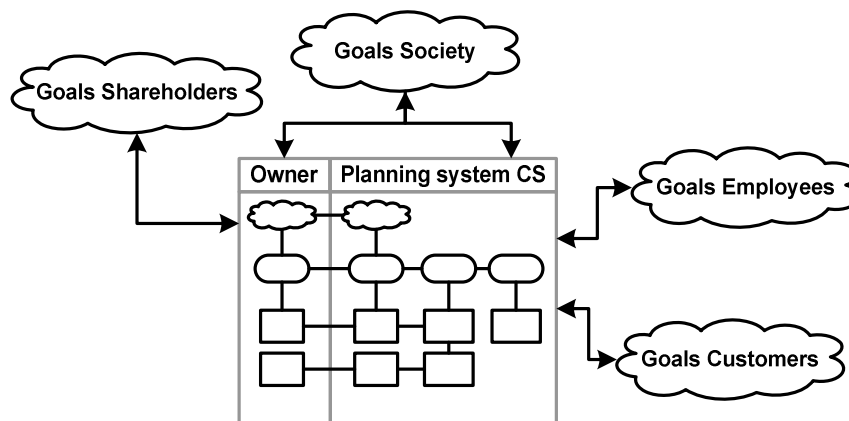 Goals Society
Goals Shareholders
Owner
Planning system CS
Goals Employees
Goals Customers